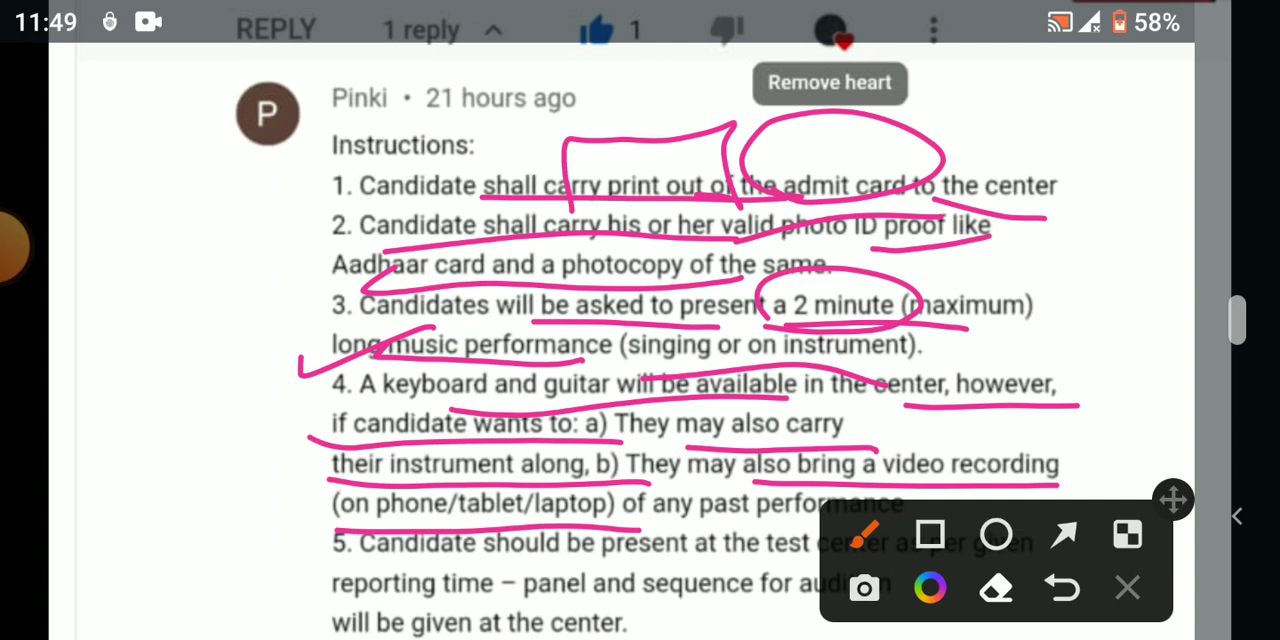 11:49 58%
REPLY 1 reply 1
Remove heart
P
Pinki • 21 hours ago
Instructions:
1. Candidate shall carry print out of the admit card to the center
2. Candidate shall carry his or her valid photo ID proof like
Aadhaar card and a photocopy of the same.
3. Candidates will be asked to present a 2 minute (maximum)
long music performance (singing or on instrument).
4. A keyboard and guitar will be available in the center, however,
if candidate wants to: a) They may also carry
their instrument along, b) They may also bring a video recording
(on phone/tablet/laptop) of any past performance
5. Candidate should be present at the test center as per given
reporting time – panel and sequence for audition
will be given at the center.